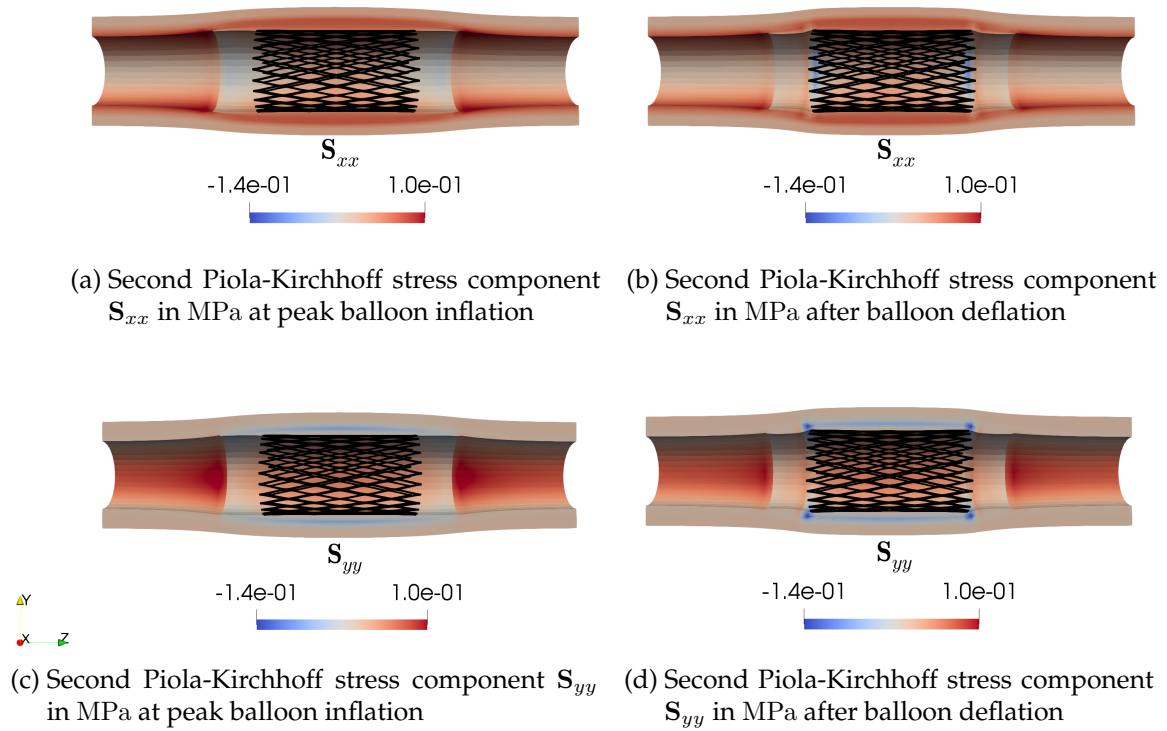 S_xx
-1.4e-01 1.0e-01
S_xx
-1.4e-01 1.0e-01
(a) Second Piola-Kirchhoff stress component
S_xx in MPa at peak balloon inflation
(b) Second Piola-Kirchhoff stress component
S_xx in MPa after balloon deflation
S_yy
-1.4e-01 1.0e-01
S_yy
-1.4e-01 1.0e-01
Y
X Z
(c) Second Piola-Kirchhoff stress component S_yy
in MPa at peak balloon inflation
(d) Second Piola-Kirchhoff stress component
S_yy in MPa after balloon deflation